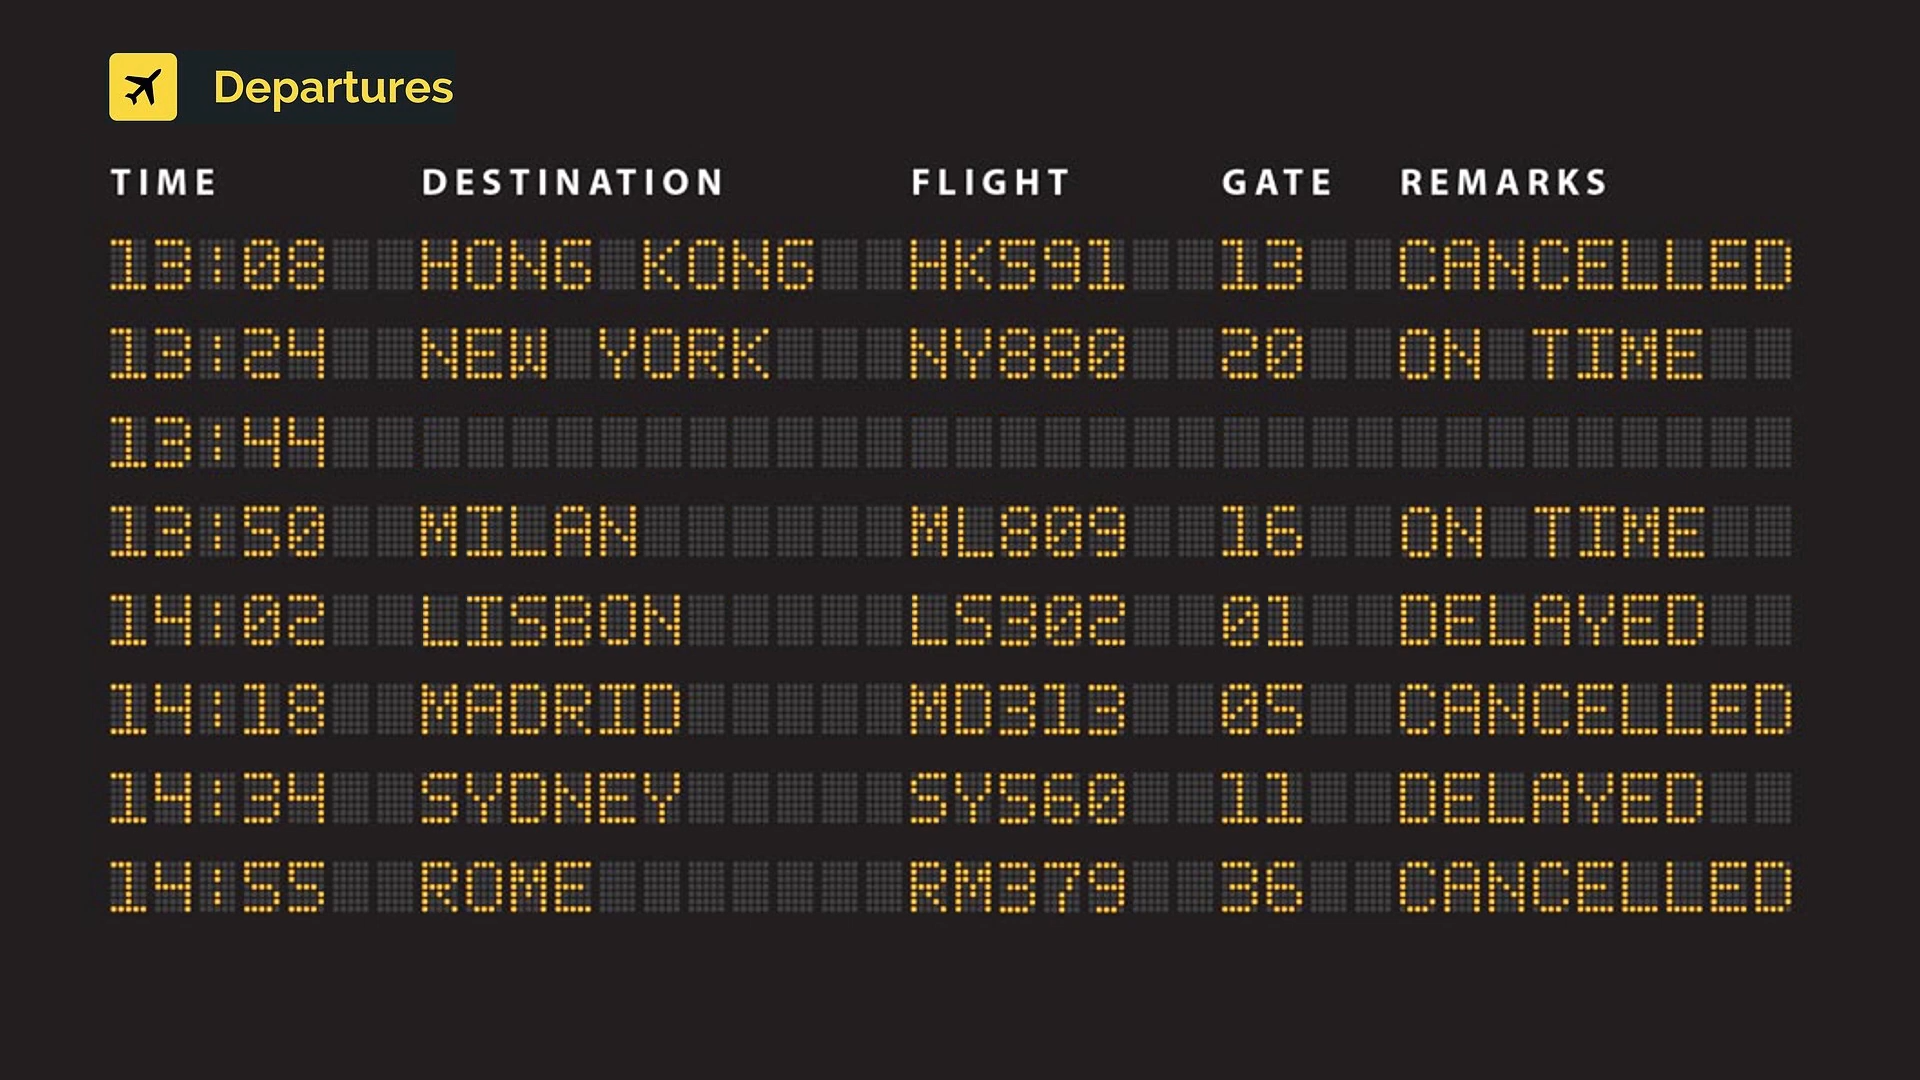 Departures
TIME DESTINATION FLIGHT GATE REMARKS
13:08 HONG KONG HK591 13 CANCELLED
13:24 NEW YORK NY880 20 ON TIME
13:44
13:50 MILAN ML809 16 ON TIME
14:02 LISBON LS302 01 DELAYED
14:18 MADRID MD313 05 CANCELLED
14:34 SYDNEY SY560 11 DELAYED
14:55 ROME RM379 36 CANCELLED